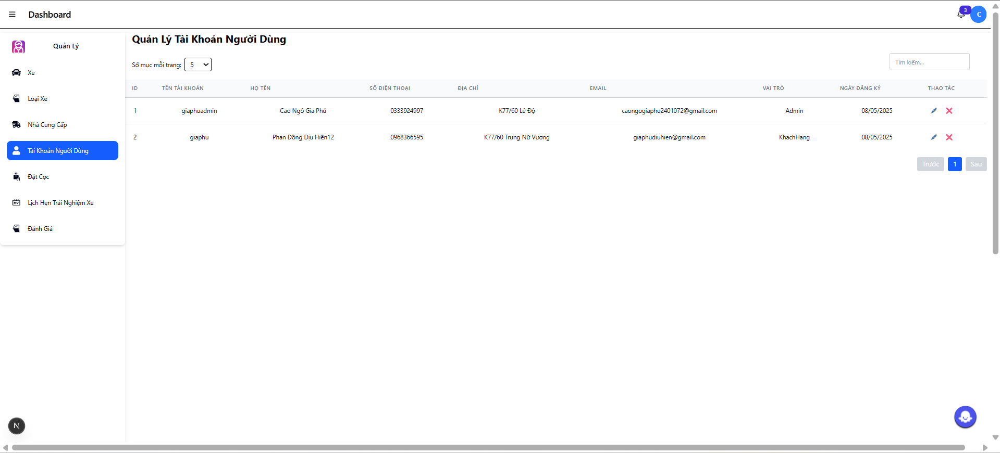 Dashboard
3
C
Quản Lý
Xe
Loại Xe
Nhà Cung Cấp
Tài Khoản Người Dùng
Đặt Cọc
Lịch Hẹn Trải Nghiệm Xe
Đánh Giá
N
Quản Lý Tài Khoản Người Dùng
Số mục mỗi trang: 5
Tìm kiếm...
ID TÊN TÀI KHOẢN HỌ TÊN SỐ ĐIỆN THOẠI ĐỊA CHỈ EMAIL VAI TRÒ NGÀY ĐĂNG KÝ THAO TÁC
1 giaphuadmin Cao Ngô Gia Phú 0333924997 K77/60 Lê Độ caongogiaphu2401072@gmail.com Admin 08/05/2025
2 giaphu Phan Đồng Dịu Hiền12 0968366595 K77/60 Trưng Nữ Vương giaphudiuhien@gmail.com KhachHang 08/05/2025
Trước 1 Sau